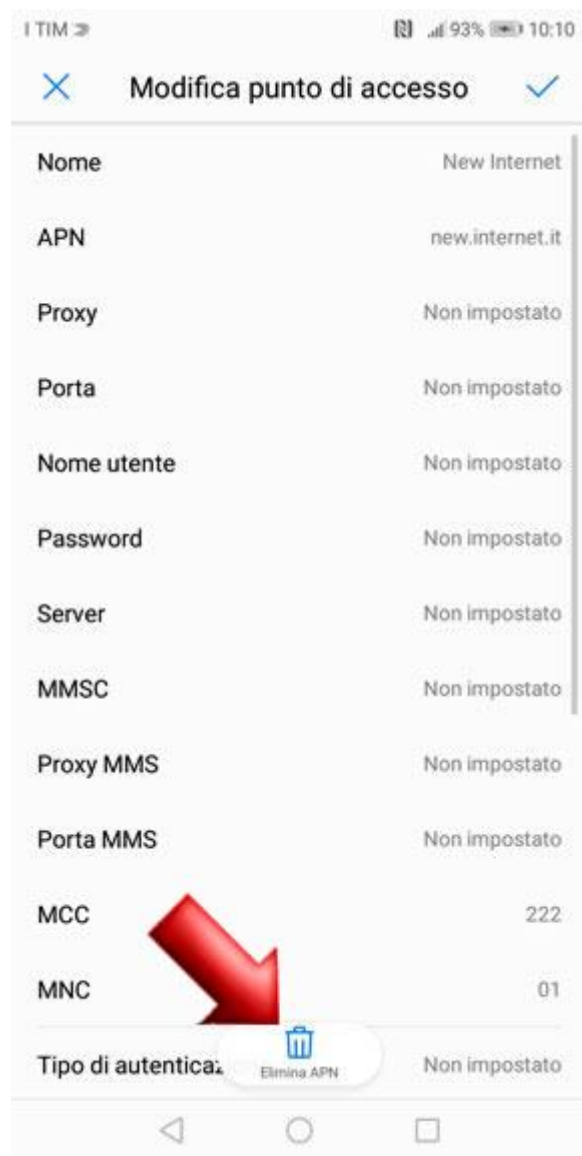 I TIM
93% 10:10
Modifica punto di accesso
Nome New Internet
APN new.internet.it
Proxy Non impostato
Porta Non impostato
Nome utente Non impostato
Password Non impostato
Server Non impostato
MMSC Non impostato
Proxy MMS Non impostato
Porta MMS Non impostato
MCC 222
MNC 01
Tipo di autenticaz Non impostato
Elimina APN